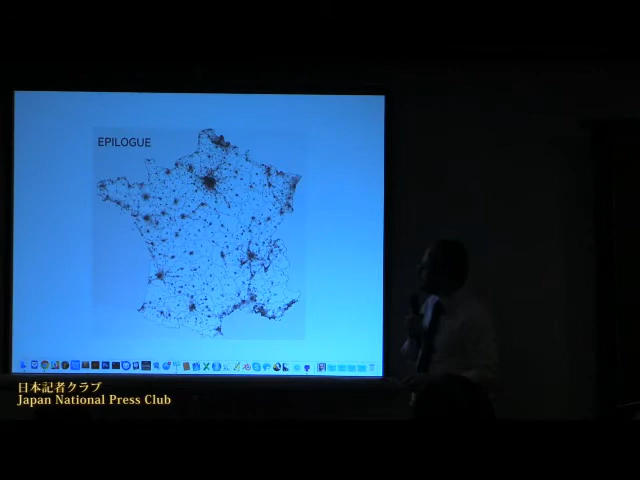 EPILOGUE
日本記者クラブ
Japan National Press Club